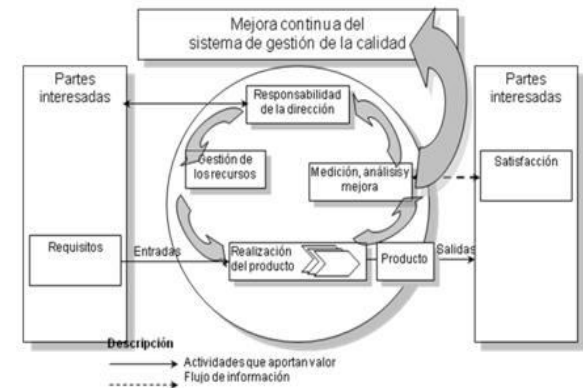 Mejora continua del
sistema de gestión de la calidad
Partes
interesadas
Partes
interesadas
Responsabilidad
de la dirección
Gestión de
los recursos
Medición, análisis y
mejora
Satisfacción
Requisitos
Entradas
Realización
del producto
Producto
Salidas
Descripción
Actividades que aportan valor
Flujo de información